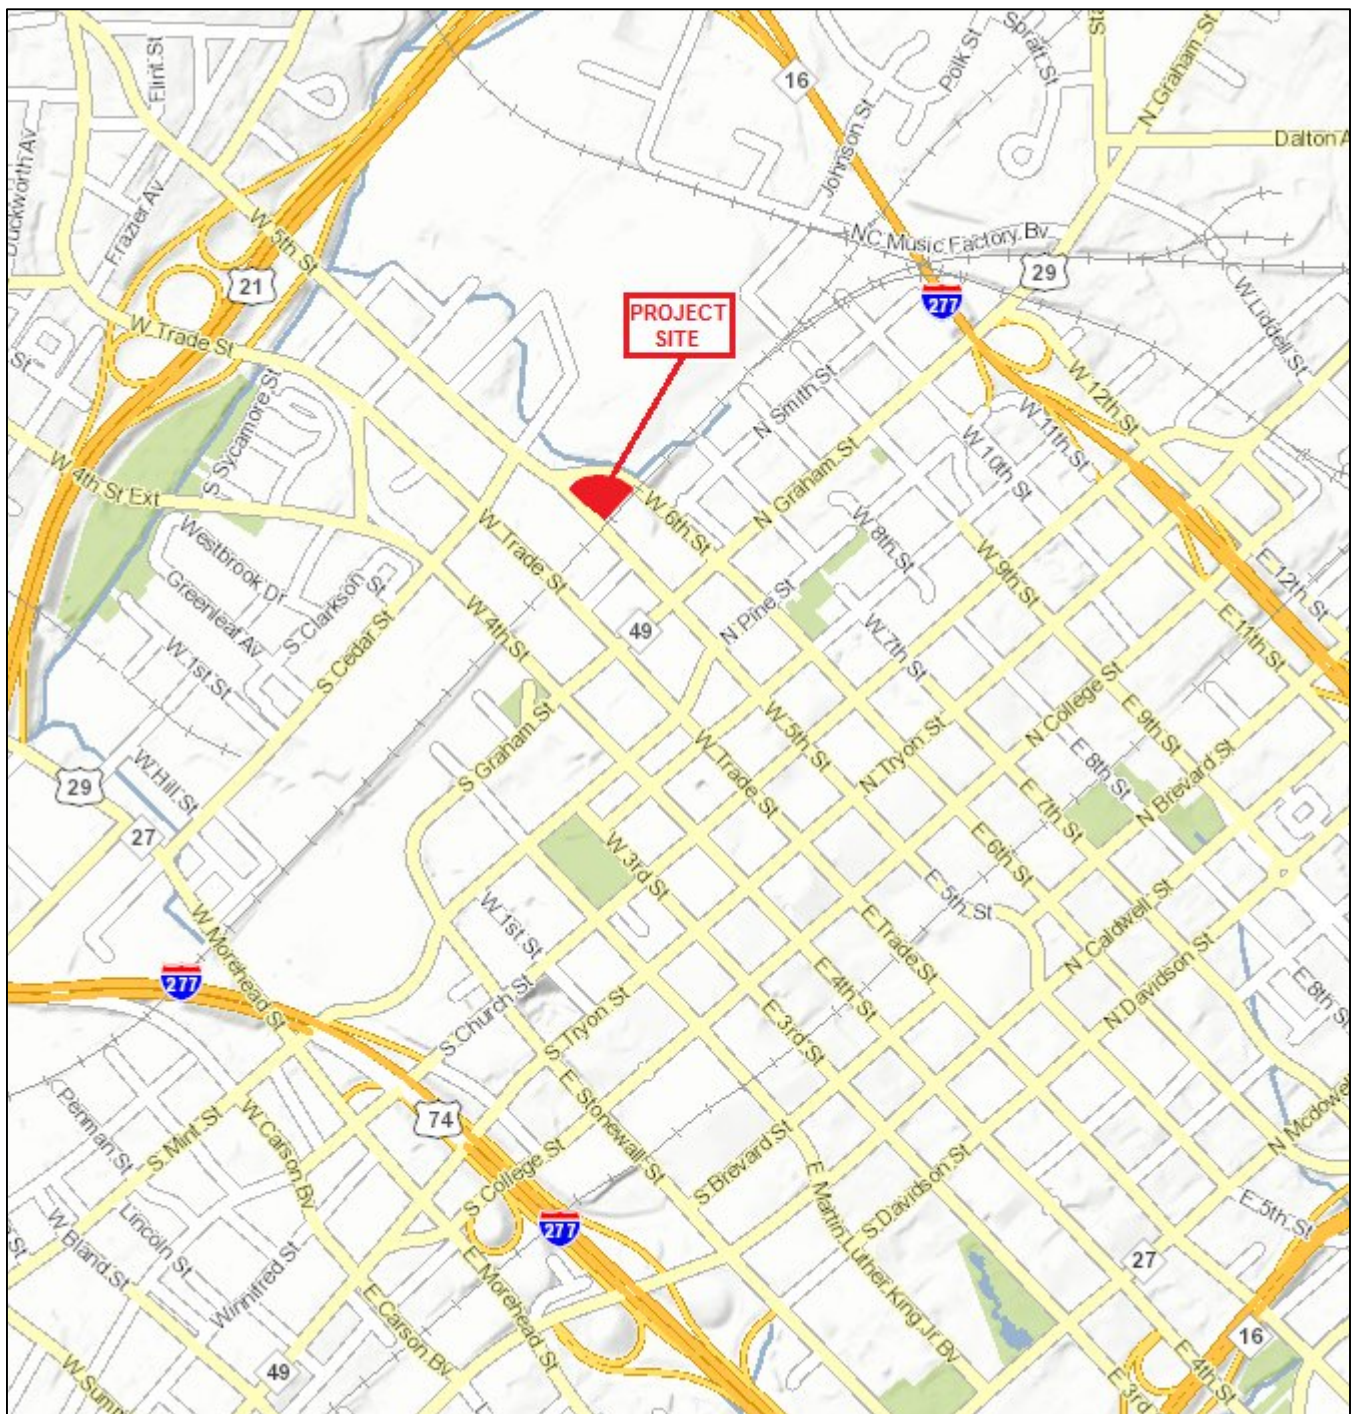 Flint St
16
Polk St
Spratt St
Sta
N Graham St
Dalton A
Johnson St
Duckworth Av
Frazier Av
W 5th St
NC Music Factory Bv
29
21
277
W Liddell St
PROJECT
SITE
W Trade St
St
N Smith St
W 12th St
W 11th St
S Sycamore St
W 10th St
N Graham St
W 4th St Ext
W 6th St
W 8th St
W Trade St
W 9th St
E 12th St
Westbrook Dr
Greenleaf Av
S Clarkson St
N Pine St
E 11th St
W 4th St
49
W 7th St
S Cedar St
W 1st St
N College St
E 9th St
W 5th St
S Graham St
W Trade St
N Tryon St
E 8th St
N Brevard St
W Hill St
29
E 7th St
27
W 3rd St
E 6th St
E 5th St
W 1st St
N Caldwell St
W Morehead St
E Trade St
E 4th St
N Davidson St
277
E 8th St
S Church St
S Tryon St
E 3rd St
Penman St
W Carson Bv
74
E Stonewall St
N Mcdowell
S Mint St
S College St
S Brevard St
E Martin Luther King Jr Bv
S Davidson St
E 5th St
Lincoln St
W Bland St
277
St
Winnifred St
E Morehead St
27
E Carson Bv
16
49
E 4th St
W Summ
E 3rd